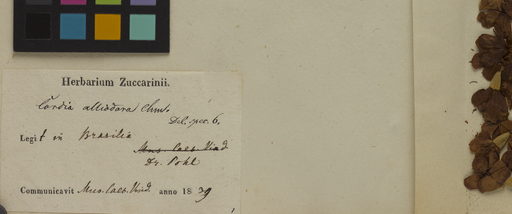 Herbarium Zuccarinii.
Cordia alliodora Cham.
Del. spec. 6.
Legit in Brasilia
Mus. Caes. Vind.
Dr. Pohl
Communicavit Mus. Caes. Vind. anno 1839